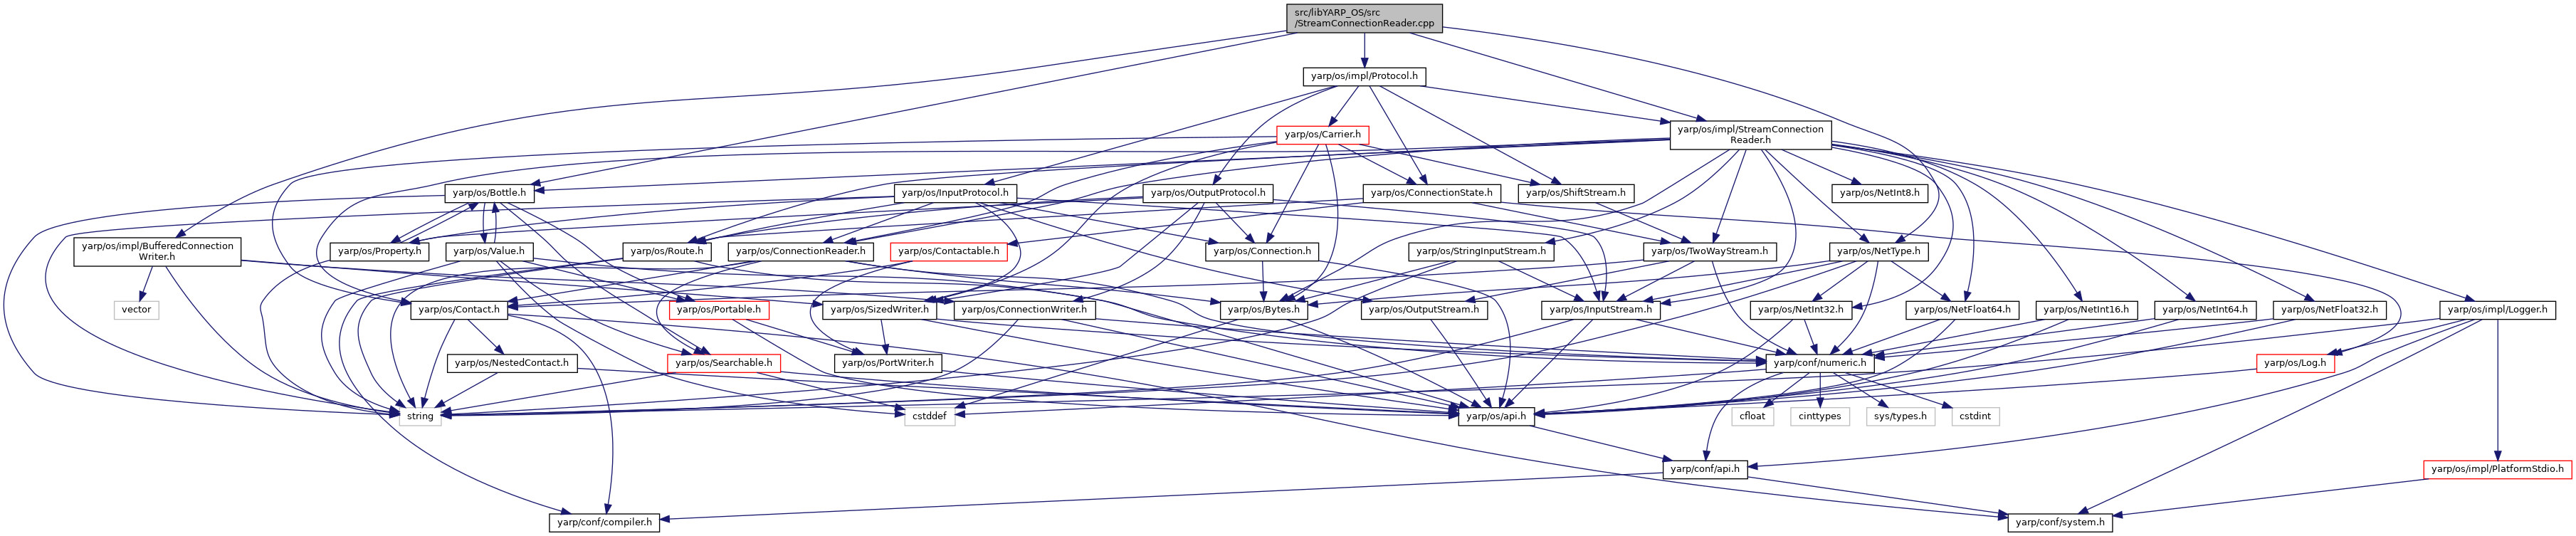 src/libYARP_OS/src
/StreamConnectionReader.cpp
yarp/os/impl/Protocol.h
yarp/os/Carrier.h
yarp/os/impl/StreamConnection
Reader.h
yarp/os/Bottle.h
yarp/os/InputProtocol.h
yarp/os/OutputProtocol.h
yarp/os/ConnectionState.h
yarp/os/ShiftStream.h
yarp/os/NetInt8.h
yarp/os/impl/BufferedConnection
Writer.h
yarp/os/Property.h
yarp/os/Value.h
yarp/os/Route.h
yarp/os/ConnectionReader.h
yarp/os/Contactable.h
yarp/os/Connection.h
yarp/os/StringInputStream.h
yarp/os/TwoWayStream.h
yarp/os/NetType.h
vector
yarp/os/Contact.h
yarp/os/Portable.h
yarp/os/SizedWriter.h
yarp/os/ConnectionWriter.h
yarp/os/Bytes.h
yarp/os/OutputStream.h
yarp/os/InputStream.h
yarp/os/NetInt32.h
yarp/os/NetFloat64.h
yarp/os/NetInt16.h
yarp/os/NetInt64.h
yarp/os/NetFloat32.h
yarp/os/impl/Logger.h
yarp/os/NestedContact.h
yarp/os/Searchable.h
yarp/os/PortWriter.h
yarp/conf/numeric.h
yarp/os/Log.h
string
cstddef
yarp/os/api.h
cfloat
cinttypes
sys/types.h
cstdint
yarp/conf/api.h
yarp/os/impl/PlatformStdio.h
yarp/conf/compiler.h
yarp/conf/system.h